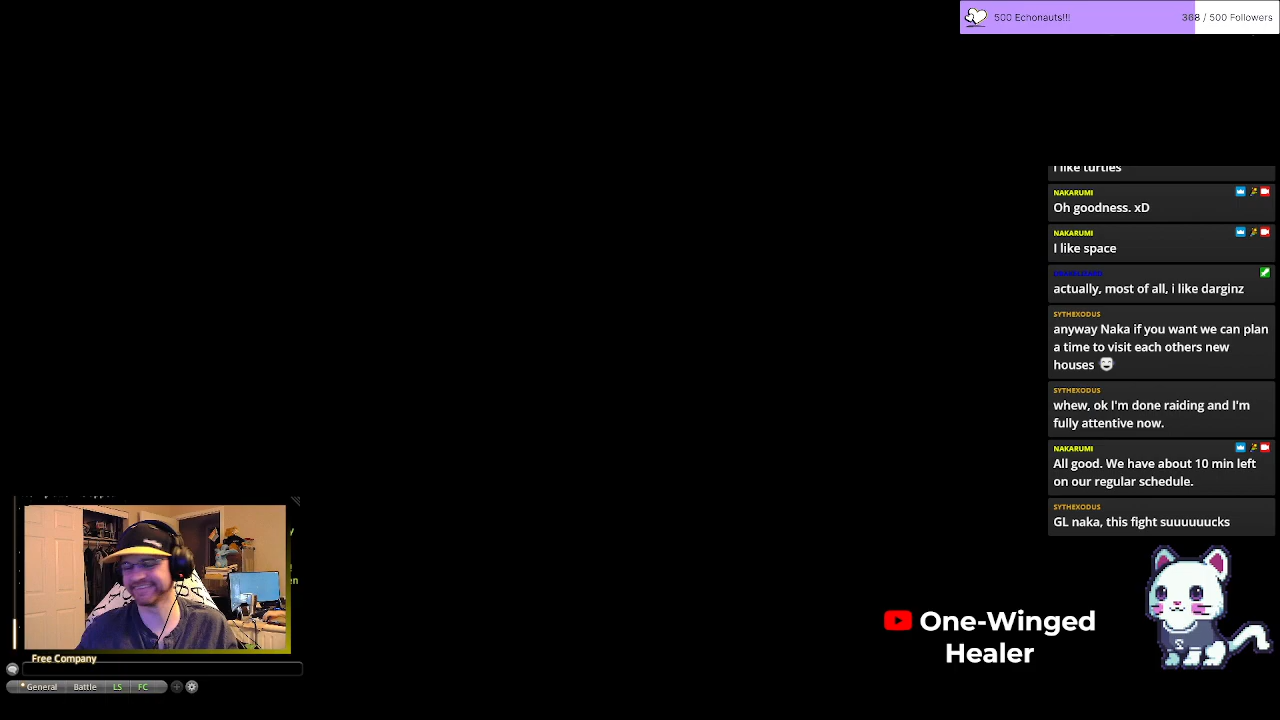 500 Echonauts!!!
368 / 500 Followers
I like turtles
NAKARUMI
Oh goodness. xD
NAKARUMI
I like space
actually, most of all, i like darginz
SYTHEXODUS
anyway Naka if you want we can plan
a time to visit each others new
houses
SYTHEXODUS
whew, ok I'm done raiding and I'm
fully attentive now.
NAKARUMI
All good. We have about 10 min left
on our regular schedule.
SYTHEXODUS
GL naka, this fight suuuuuucks
One-Winged
Healer
en
Free Company
General Battle LS FC